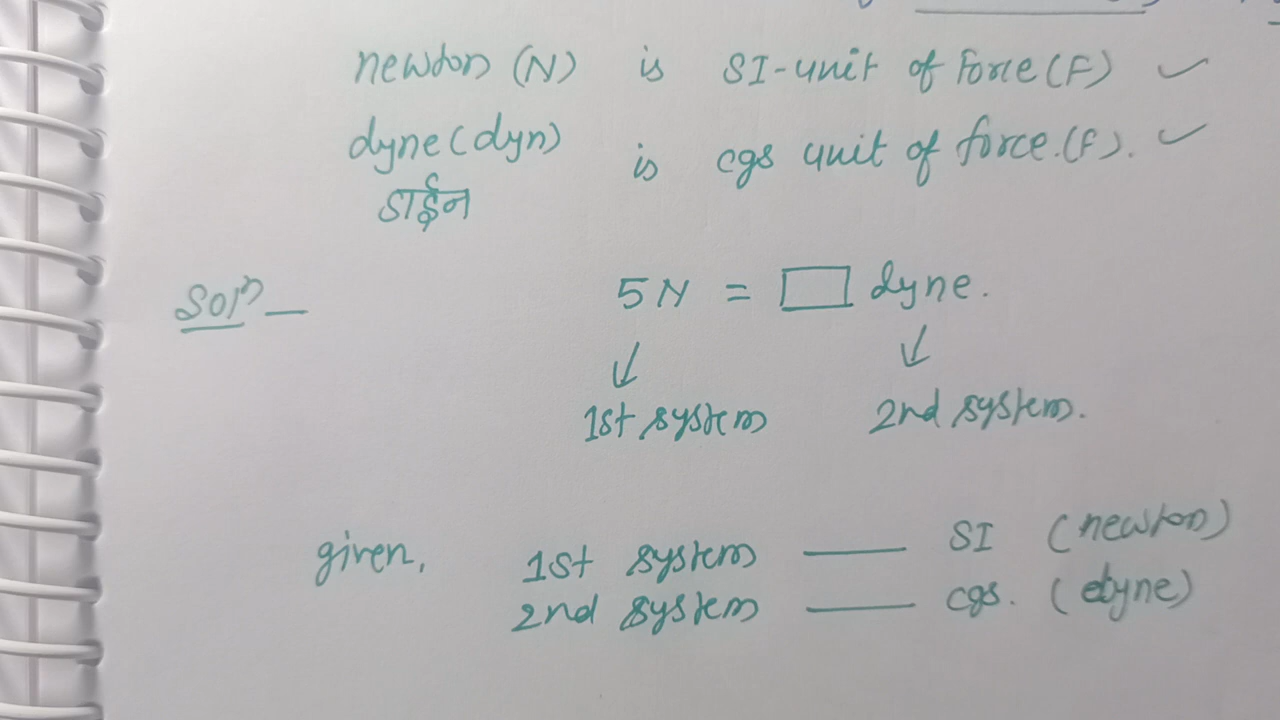 newton (N) is SI-unit of Force (F) ✓
dyne (dyn) is cgs unit of force. (F). ✓
डाईन
Solⁿ —
5 N = □ dyne.
↓ ↓
1st system 2nd system.
given, 1st system —— SI (newton)
2nd system —— cgs. (dyne)